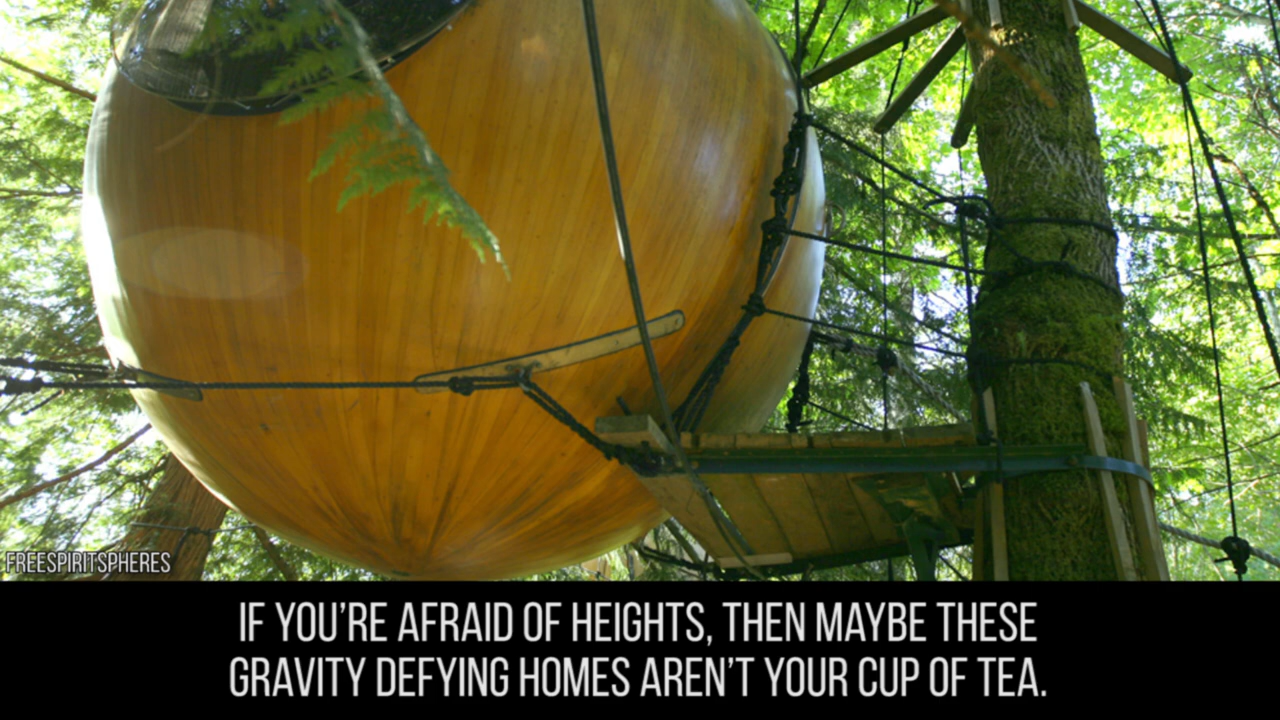 FREESPIRITSPHERES
IF YOU'RE AFRAID OF HEIGHTS, THEN MAYBE THESE
GRAVITY DEFYING HOMES AREN'T YOUR CUP OF TEA.